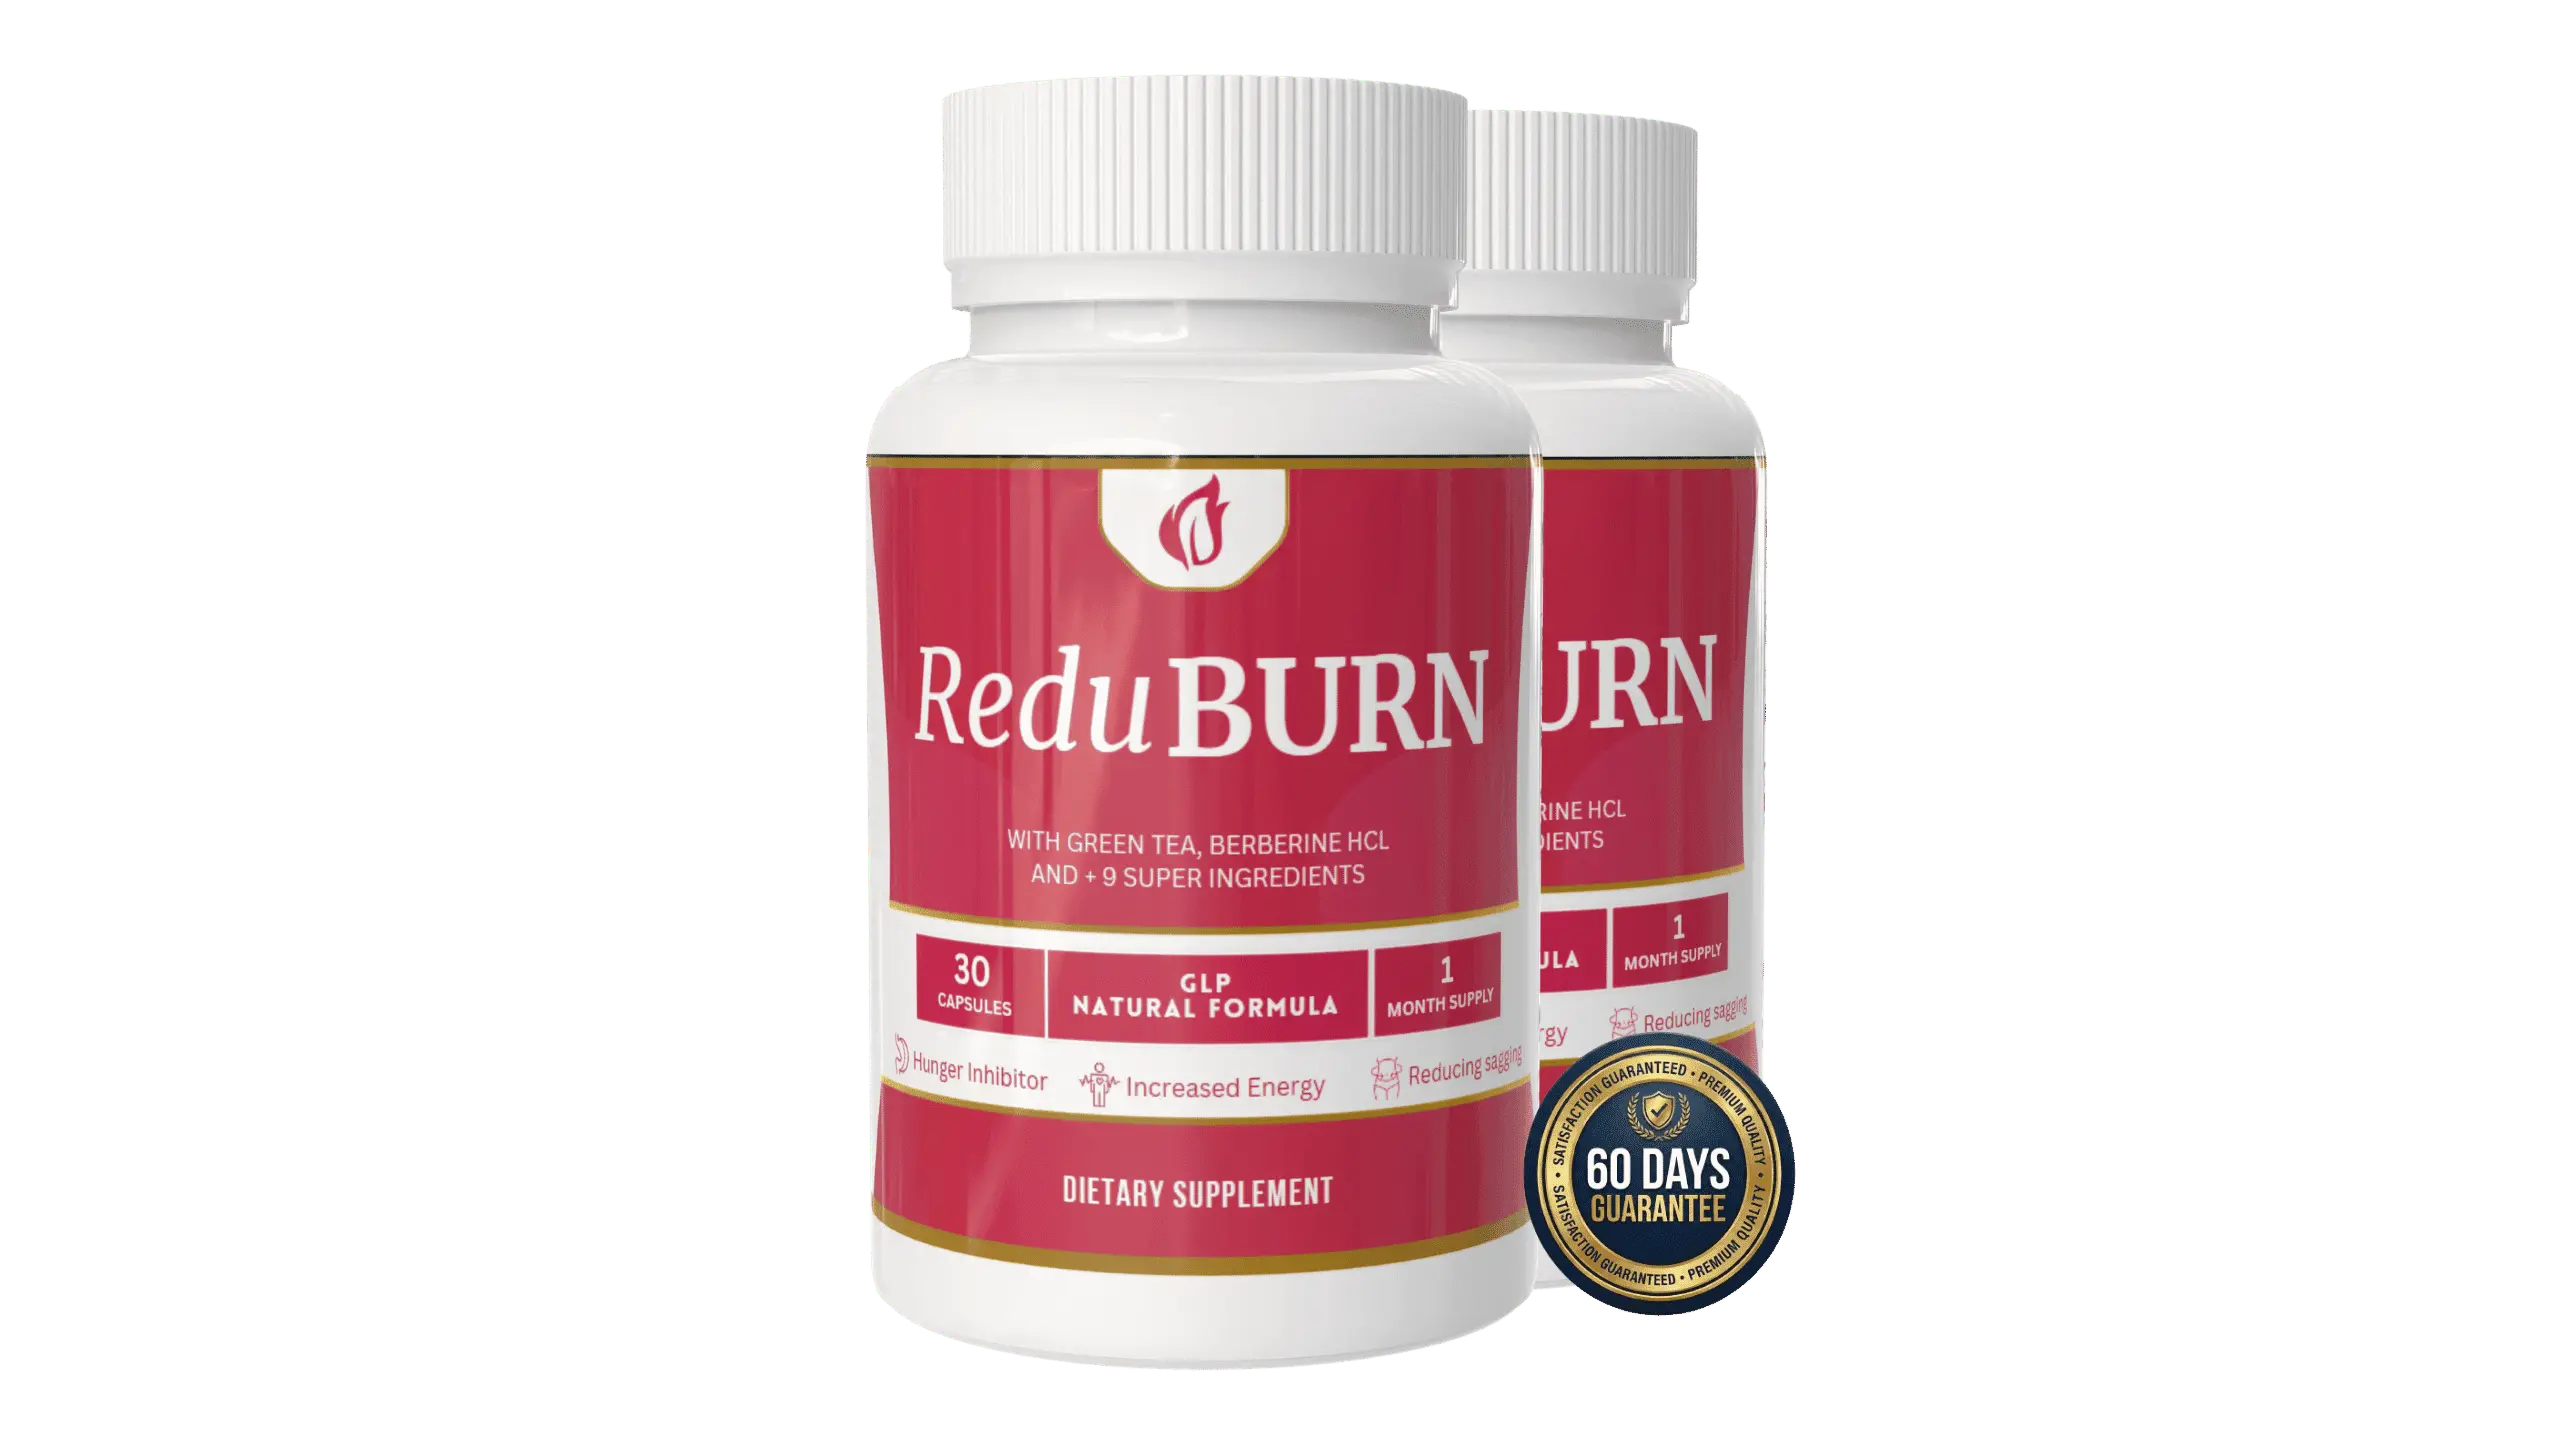 ReduBURN
WITH GREEN TEA, BERBERINE HCL
AND + 9 SUPER INGREDIENTS
30
CAPSULES
GLP
NATURAL FORMULA
1
MONTH SUPPLY
Hunger Inhibitor
Increased Energy
Reducing sagging
DIETARY SUPPLEMENT
URN
RINE HCL
DIENTS
ULA
1
MONTH SUPPLY
rgy
Reducing sagging
SATISFACTION GUARANTEED • PREMIUM QUALITY •
60 DAYS
GUARANTEE
SATISFACTION GUARANTEED • PREMIUM QUALITY •